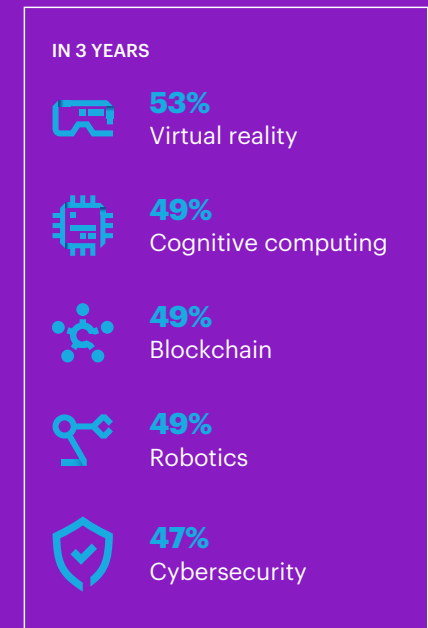 IN 3 YEARS
53%
Virtual reality
49%
Cognitive computing
49%
Blockchain
49%
Robotics
47%
Cybersecurity